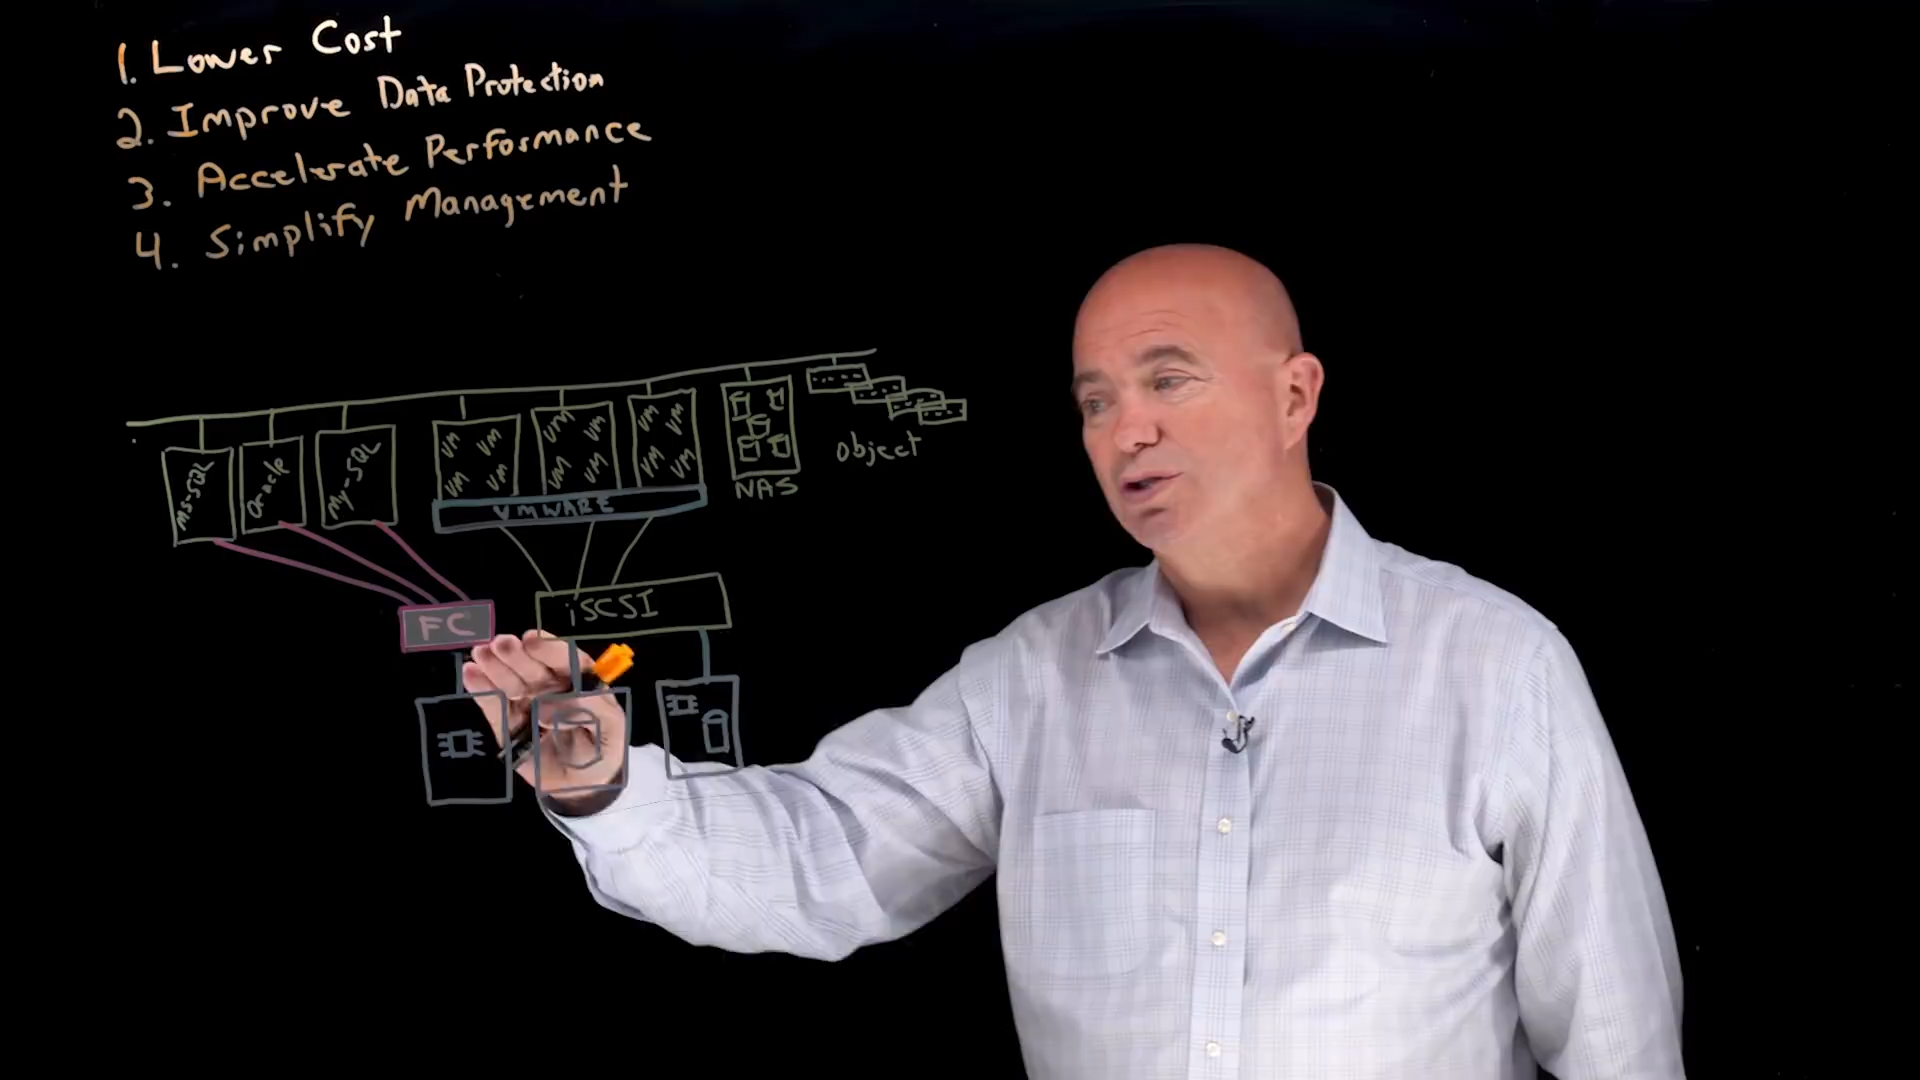 1. Lower Cost
2. Improve Data Protection
3. Accelerate Performance
4. Simplify Management
MS-SQL
Oracle
My-SQL
VM VM VM VM
VM VM VM VM
VM VM VM VM
VMWARE
NAS
object
FC
iSCSI